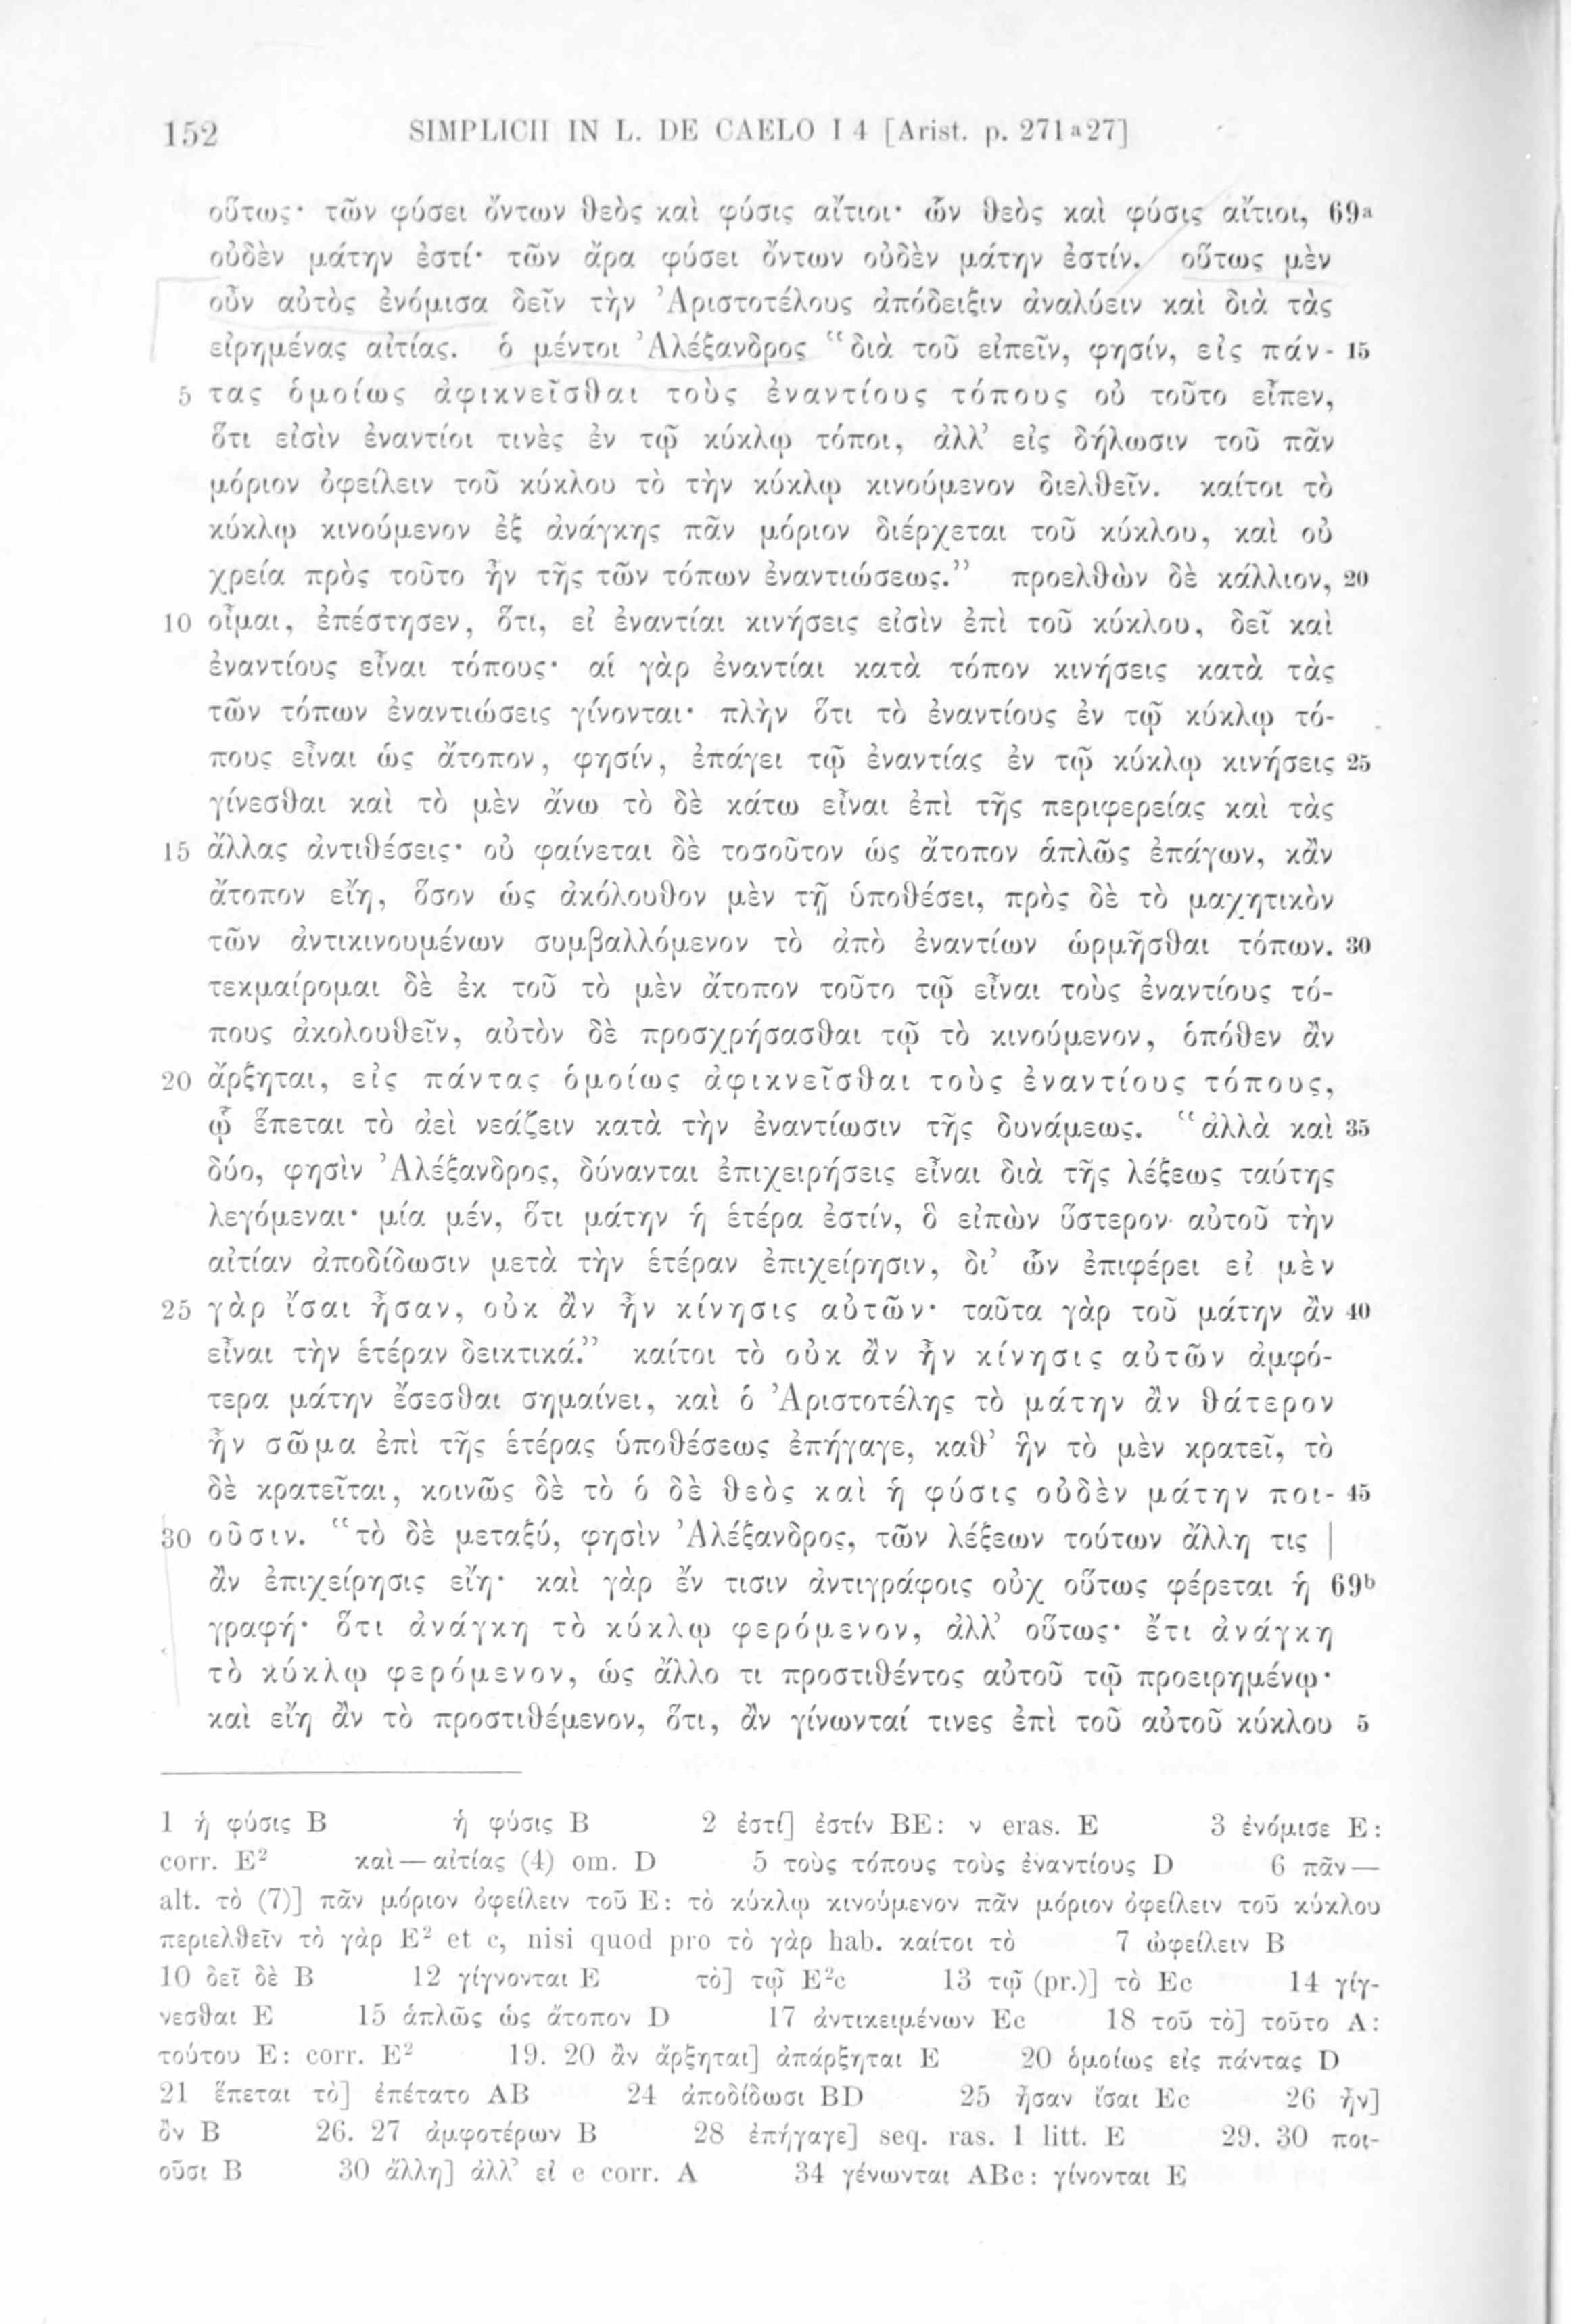 152 SIMPLICII IN L. DE CAELO I 4 [Arist. p. 271ª27]
οὕτως· τῶν φύσει ὄντων θεὸς καὶ φύσις αἴτιοι· ὧν θεὸς καὶ φύσις αἴτιοι, 69ª
οὐδὲν μάτην ἐστί· τῶν ἄρα φύσει ὄντων οὐδὲν μάτην ἐστίν. οὕτως μὲν
οὖν αὐτὸς ἐνόμισα δεῖν τὴν Ἀριστοτέλους ἀπόδειξιν ἀναλύειν καὶ διὰ τὰς
εἰρημένας αἰτίας. ὁ μέντοι Ἀλέξανδρος “διὰ τοῦ εἰπεῖν, φησίν, εἰς πάν- 15
5 τας ὁμοίως ἀφικνεῖσθαι τοὺς ἐναντίους τόπους οὐ τοῦτο εἶπεν,
ὅτι εἰσὶν ἐναντίοι τινὲς ἐν τῷ κύκλῳ τόποι, ἀλλ’ εἰς δήλωσιν τοῦ πᾶν
μόριον ὀφείλειν τοῦ κύκλου τὸ τὴν κύκλῳ κινούμενον διελθεῖν. καίτοι τὸ
κύκλῳ κινούμενον ἐξ ἀνάγκης πᾶν μόριον διέρχεται τοῦ κύκλου, καὶ οὐ
χρεία πρὸς τοῦτο ἦν τῆς τῶν τόπων ἐναντιώσεως.” προελθὼν δὲ κάλλιον, 20
10 οἶμαι, ἐπέστησεν, ὅτι, εἰ ἐναντίαι κινήσεις εἰσὶν ἐπὶ τοῦ κύκλου, δεῖ καὶ
ἐναντίους εἶναι τόπους· αἱ γὰρ ἐναντίαι κατὰ τόπον κινήσεις κατὰ τὰς
τῶν τόπων ἐναντιώσεις γίνονται· πλὴν ὅτι τὸ ἐναντίους ἐν τῷ κύκλῳ τό-
πους εἶναι ὡς ἄτοπον, φησίν, ἐπάγει τῷ ἐναντίας ἐν τῷ κύκλῳ κινήσεις 25
γίνεσθαι καὶ τὸ μὲν ἄνω τὸ δὲ κάτω εἶναι ἐπὶ τῆς περιφερείας καὶ τὰς
15 ἄλλας ἀντιθέσεις· οὐ φαίνεται δὲ τοσοῦτον ὡς ἄτοπον ἁπλῶς ἐπάγων, κἂν
ἄτοπον εἴη, ὅσον ὡς ἀκόλουθον μὲν τῇ ὑποθέσει, πρὸς δὲ τὸ μαχητικὸν
τῶν ἀντικινουμένων συμβαλλόμενον τὸ ἀπὸ ἐναντίων ὡρμῆσθαι τόπων. 30
τεκμαίρομαι δὲ ἐκ τοῦ τὸ μὲν ἄτοπον τοῦτο τῷ εἶναι τοὺς ἐναντίους τό-
πους ἀκολουθεῖν, αὐτὸν δὲ προσχρήσασθαι τῷ τὸ κινούμενον, ὁπόθεν ἂν
20 ἄρξηται, εἰς πάντας ὁμοίως ἀφικνεῖσθαι τοὺς ἐναντίους τόπους,
ᾧ ἕπεται τὸ ἀεὶ νεάζειν κατὰ τὴν ἐναντίωσιν τῆς δυνάμεως. “ἀλλὰ καὶ 35
δύο, φησὶν Ἀλέξανδρος, δύνανται ἐπιχειρήσεις εἶναι διὰ τῆς λέξεως ταύτης
λεγόμεναι· μία μέν, ὅτι μάτην ἡ ἑτέρα ἐστίν, ὃ εἰπὼν ὕστερον αὐτοῦ τὴν
αἰτίαν ἀποδίδωσιν μετὰ τὴν ἑτέραν ἐπιχείρησιν, δι’ ὧν ἐπιφέρει εἰ μὲν
25 γὰρ ἴσαι ἦσαν, οὐκ ἂν ἦν κίνησις αὐτῶν· ταῦτα γὰρ τοῦ μάτην ἂν 40
εἶναι τὴν ἑτέραν δεικτικά.” καίτοι τὸ οὐκ ἂν ἦν κίνησις αὐτῶν ἀμφό-
τερα μάτην ἔσεσθαι σημαίνει, καὶ ὁ Ἀριστοτέλης τὸ μάτην ἂν θάτερον
ἦν σῶμα ἐπὶ τῆς ἑτέρας ὑποθέσεως ἐπήγαγε, καθ’ ἣν τὸ μὲν κρατεῖ, τὸ
δὲ κρατεῖται, κοινῶς δὲ τὸ ὁ δὲ θεὸς καὶ ἡ φύσις οὐδὲν μάτην ποι- 45
30 οῦσιν. “τὸ δὲ μεταξύ, φησὶν Ἀλέξανδρος, τῶν λέξεων τούτων ἄλλη τις |
ἂν ἐπιχείρησις εἴη· καὶ γὰρ ἔν τισιν ἀντιγράφοις οὐχ οὕτως φέρεται ἡ 69ᵇ
γραφή· ὅτι ἀνάγκη τὸ κύκλῳ φερόμενον, ἀλλ’ οὕτως· ἔτι ἀνάγκη
τὸ κύκλῳ φερόμενον, ὡς ἄλλο τι προστιθέντος αὐτοῦ τῷ προειρημένῳ·
καὶ εἴη ἂν τὸ προστιθέμενον, ὅτι, ἂν γίνωνταί τινες ἐπὶ τοῦ αὐτοῦ κύκλου 5
1 ἡ φύσις B ἡ φύσις B 2 ἐστί] ἐστίν BE: ν eras. E 3 ἐνόμισε E:
corr. E² καὶ — αἰτίας (4) om. D 5 τοὺς τόπους τοὺς ἐναντίους D 6 πᾶν —
alt. τὸ (7)] πᾶν μόριον ὀφείλειν τοῦ E: τὸ κύκλῳ κινούμενον πᾶν μόριον ὀφείλειν τοῦ κύκλου
περιελθεῖν τὸ γὰρ E² et c, nisi quod pro τὸ γὰρ hab. καίτοι τὸ 7 ὠφείλειν B
10 δεῖ δὲ B 12 γίγνονται E τὸ] τῷ E²c 13 τῷ (pr.)] τὸ Ec 14 γίγ-
νεσθαι E 15 ἁπλῶς ὡς ἄτοπον D 17 ἀντικειμένων Ec 18 τοῦ τὸ] τοῦτο A:
τούτου E: corr. E² 19. 20 ἂν ἄρξηται] ἀπάρξηται E 20 ὁμοίως εἰς πάντας D
21 ἕπεται τὸ] ἐπέτατο AB 24 ἀποδίδωσι BD 25 ἦσαν ἴσαι Ec 26 ἦν]
ὂν B 26. 27 ἀμφοτέρων B 28 ἐπήγαγε] seq. ras. 1 litt. E 29. 30 ποι-
οῦσι B 30 ἄλλη] ἀλλ’ εἰ e corr. A 34 γένωνται ABc: γίνονται E